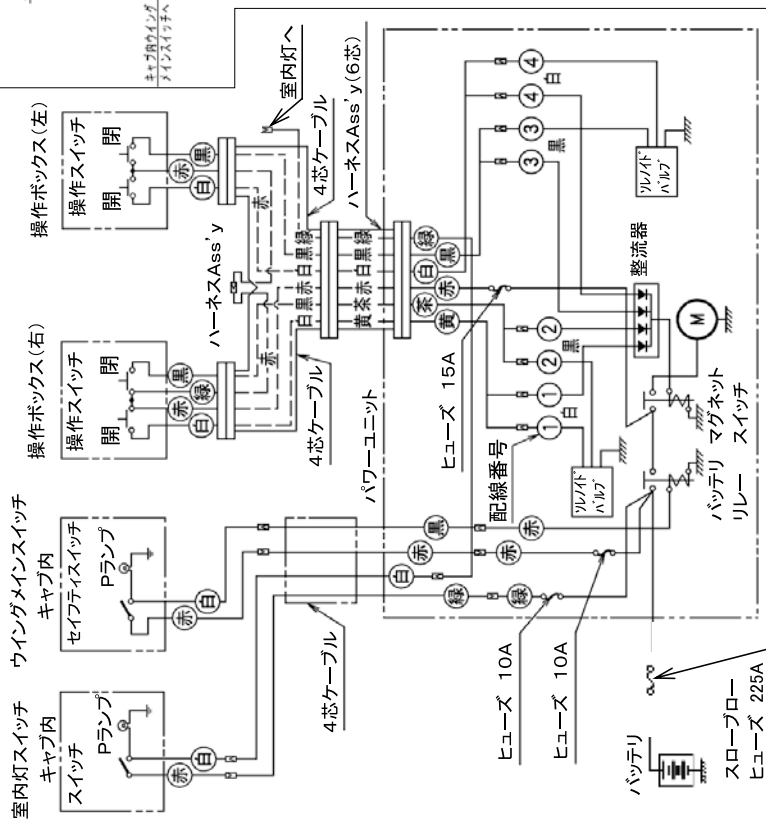 キャブ内ウイング
メインスイッチへ
操作ボックス(左)
操作スイッチ
開
閉
白
赤
黒
室内灯へ
4芯ケーブル
ハーネスAss'y(6芯)
ハーネスAss'y
赤
操作ボックス(右)
操作スイッチ
開
閉
白
赤
緑
黒
赤
4芯ケーブル
白
黒
赤
白
黒
緑
黄
茶
赤
白
黒
緑
黄
茶
赤
白
黒
緑
パワーユニット
ヒューズ 15A
配線番号
1
白
1
2
黒
2
3
黒
3
4
白
4
ソレノイド
バルブ
ソレノイド
バルブ
整流器
M
マグネット
スイッチ
バッテリ
リレー
ウイングメインスイッチ
キャブ内
セイフティスイッチ
Pランプ
赤
白
室内灯スイッチ
キャブ内
スイッチ
Pランプ
赤
白
4芯ケーブル
黒
赤
赤
赤
白
緑
緑
ヒューズ 10A
ヒューズ 10A
バッテリ
スローブロー
ヒューズ 225A